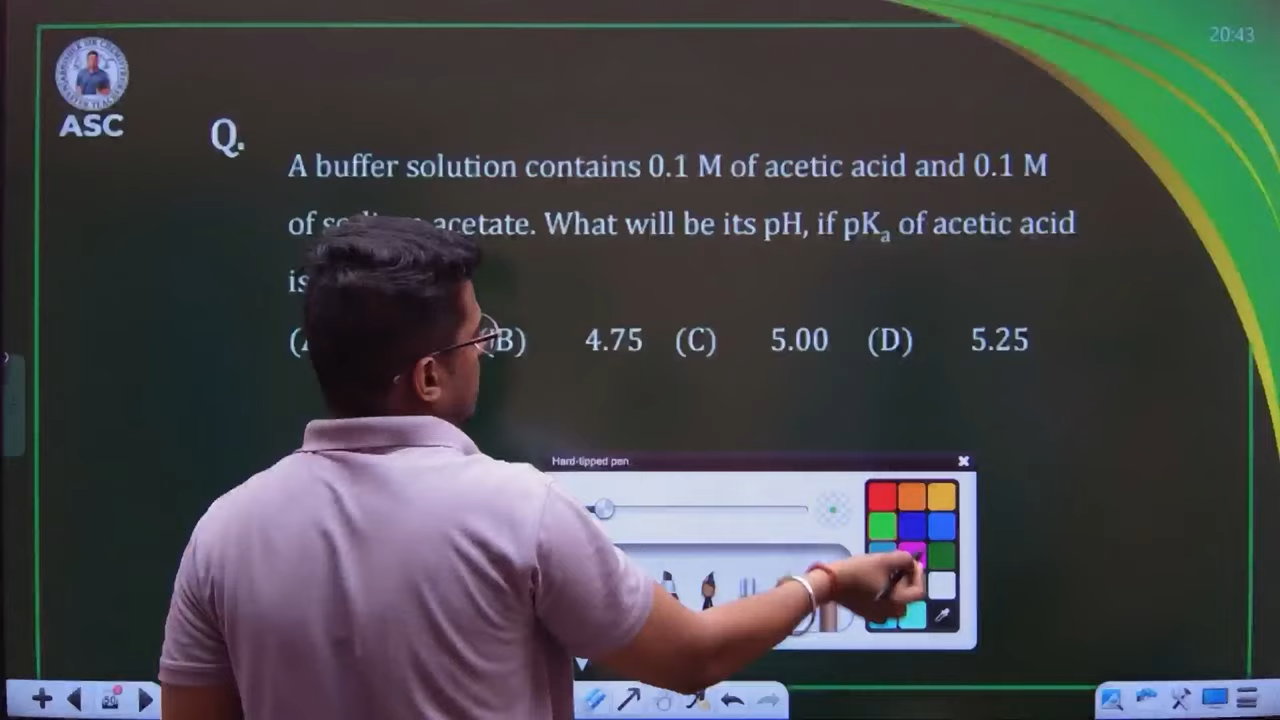 20:43
ASC
Q.
A buffer solution contains 0.1 M of acetic acid and 0.1 M
of acetate. What will be its pH, if pKₐ of acetic acid
is
(B) 4.75 (C) 5.00 (D) 5.25
Hard-tipped pen